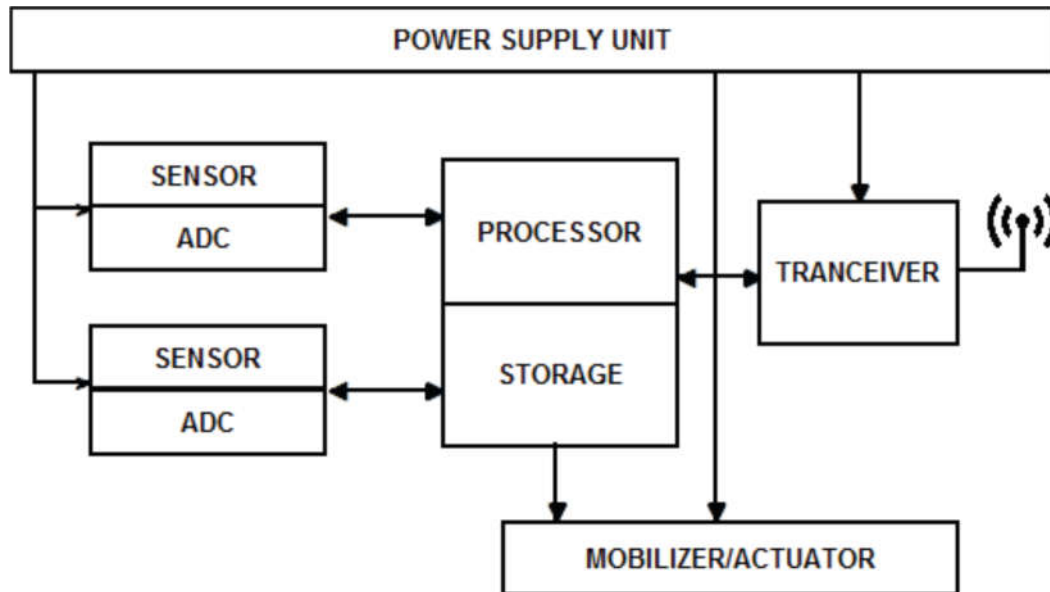 POWER SUPPLY UNIT
SENSOR
ADC
PROCESSOR
TRANCEIVER
SENSOR
ADC
STORAGE
MOBILIZER/ACTUATOR